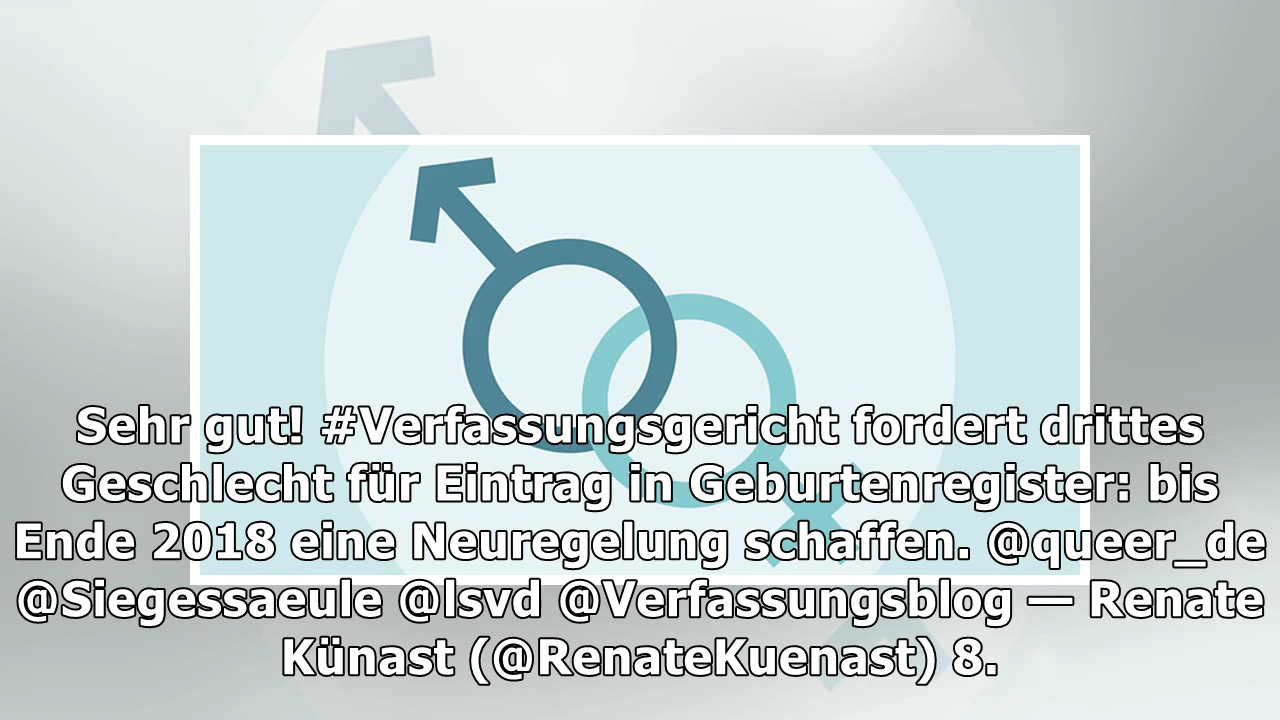 Sehr gut! #Verfassungsgericht fordert drittes
Geschlecht für Eintrag in Geburtenregister: bis
Ende 2018 eine Neuregelung schaffen. @queer_de
@Siegessaeule @lsvd @Verfassungsblog — Renate
Künast (@RenateKuenast) 8.